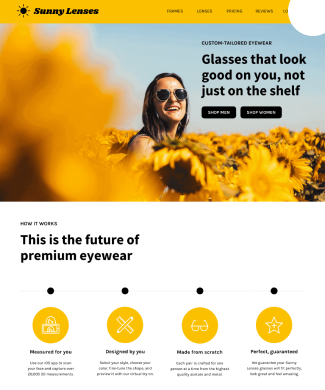 Sunny Lenses
FRAMES LENSES PRICING REVIEWS LO
CUSTOM-TAILORED EYEWEAR
Glasses that look
good on you, not
just on the shelf
SHOP MEN SHOP WOMEN
HOW IT WORKS
This is the future of
premium eyewear
Measured for you
Use our iOS app to scan
your face and capture over
20,000 3D measurements.
Designed by you
Select your style, choose your
color, fine-tune the shape, and
preview it with our virtual try-on.
Made from scratch
Each pair is crafted for one
person at a time from the highest
quality acetate and metal.
Perfect, guaranteed
We guarantee your Sunny
Lenses glasses will fit perfectly,
look great and feel amazing.